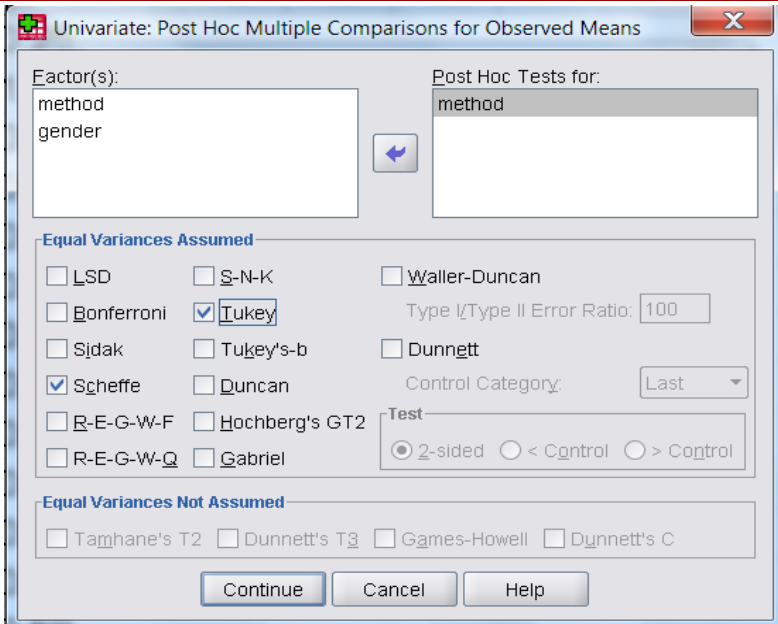 Univariate: Post Hoc Multiple Comparisons for Observed Means
Factor(s):
method
gender
Post Hoc Tests for:
method
Equal Variances Assumed
LSD S-N-K Waller-Duncan
Bonferroni Tukey Type I/Type II Error Ratio: 100
Sidak Tukey's-b Dunnett
Scheffe Duncan Control Category: Last
R-E-G-W-F Hochberg's GT2 Test
R-E-G-W-Q Gabriel 2-sided < Control > Control
Equal Variances Not Assumed
Tamhane's T2 Dunnett's T3 Games-Howell Dunnett's C
Continue Cancel Help